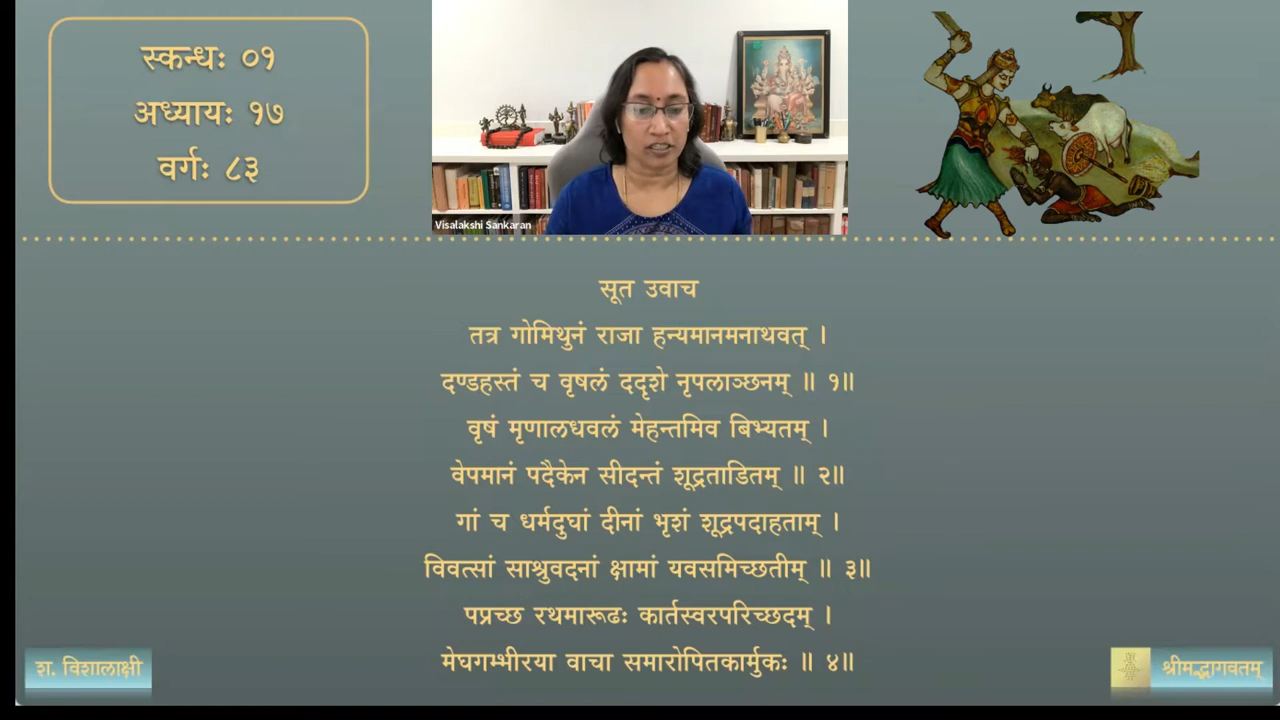 स्कन्धः ०१
अध्यायः १७
वर्गः ८३
Visalakshi Sankaran
सूत उवाच
तत्र गोमिथुनं राजा हन्यमानमनाथवत् ।
दण्डहस्तं च वृषलं ददृशे नृपलाञ्छनम् ॥ १॥
वृषं मृणालधवलं मेहन्तमिव बिभ्यतम् ।
वेपमानं पदैकेन सीदन्तं शूद्रताडितम् ॥ २॥
गां च धर्मदुघां दीनां भृशं शूद्रपदाहताम् ।
विवत्सां साश्रुवदनां क्षामां यवसमिच्छतीम् ॥ ३॥
पप्रच्छ रथमारूढः कार्तस्वरपरिच्छदम् ।
मेघगम्भीरया वाचा समारोपितकार्मुकः ॥ ४॥
श. विशालाक्षी
श्रीमद्भागवतम्